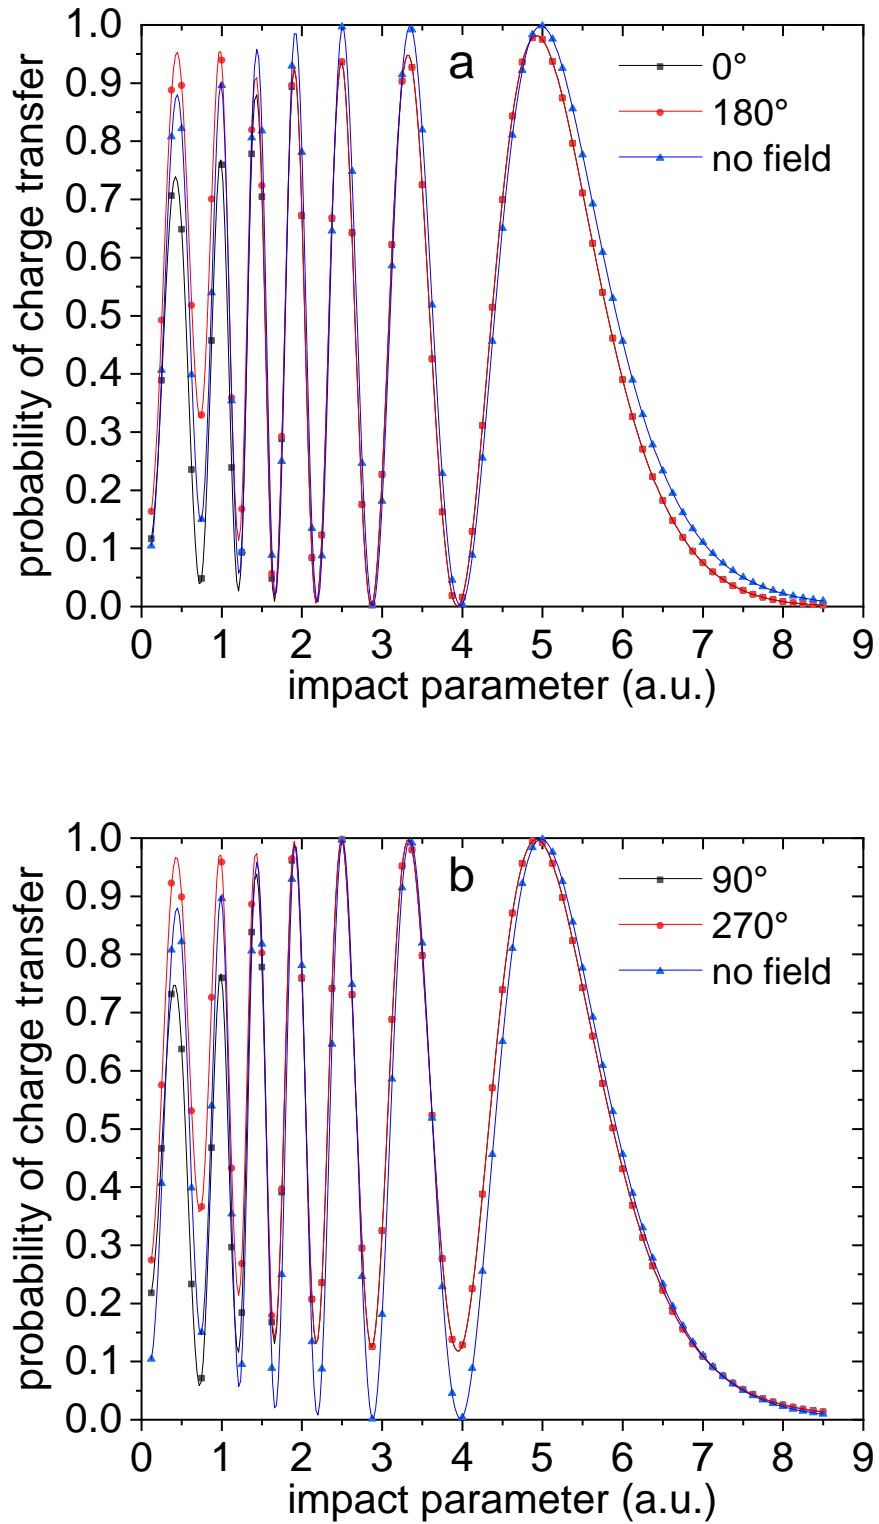 a
0°
180°
no field
probability of charge transfer
1.0
0.9
0.8
0.7
0.6
0.5
0.4
0.3
0.2
0.1
0.0
0 1 2 3 4 5 6 7 8 9
impact parameter (a.u.)
b
90°
270°
no field
probability of charge transfer
1.0
0.9
0.8
0.7
0.6
0.5
0.4
0.3
0.2
0.1
0.0
0 1 2 3 4 5 6 7 8 9
impact parameter (a.u.)